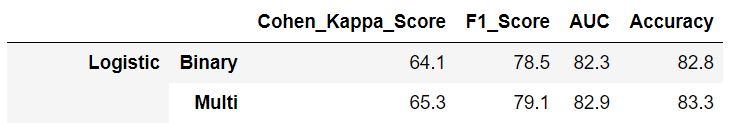 Cohen_Kappa_Score F1_Score AUC Accuracy
Logistic Binary 64.1 78.5 82.3 82.8
Multi 65.3 79.1 82.9 83.3